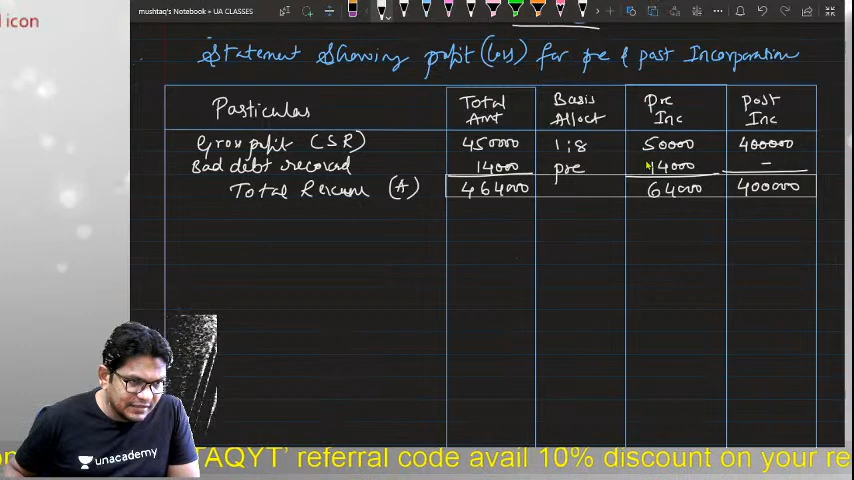 d icon
mushtaq's Notebook » UA CLASSES
Statement Showing profit (loss) for pre & post Incorporation
Particulars Total Amt Basis Alloct Pre Inc post Inc
Gross profit (SR) 450000 1:8 50000 400000
Bad debt recovered 14000 pre 14000 -
Total Revenue (A) 464000 64000 400000
unacademy
TAQYT' referral code avail 10% discount on your re